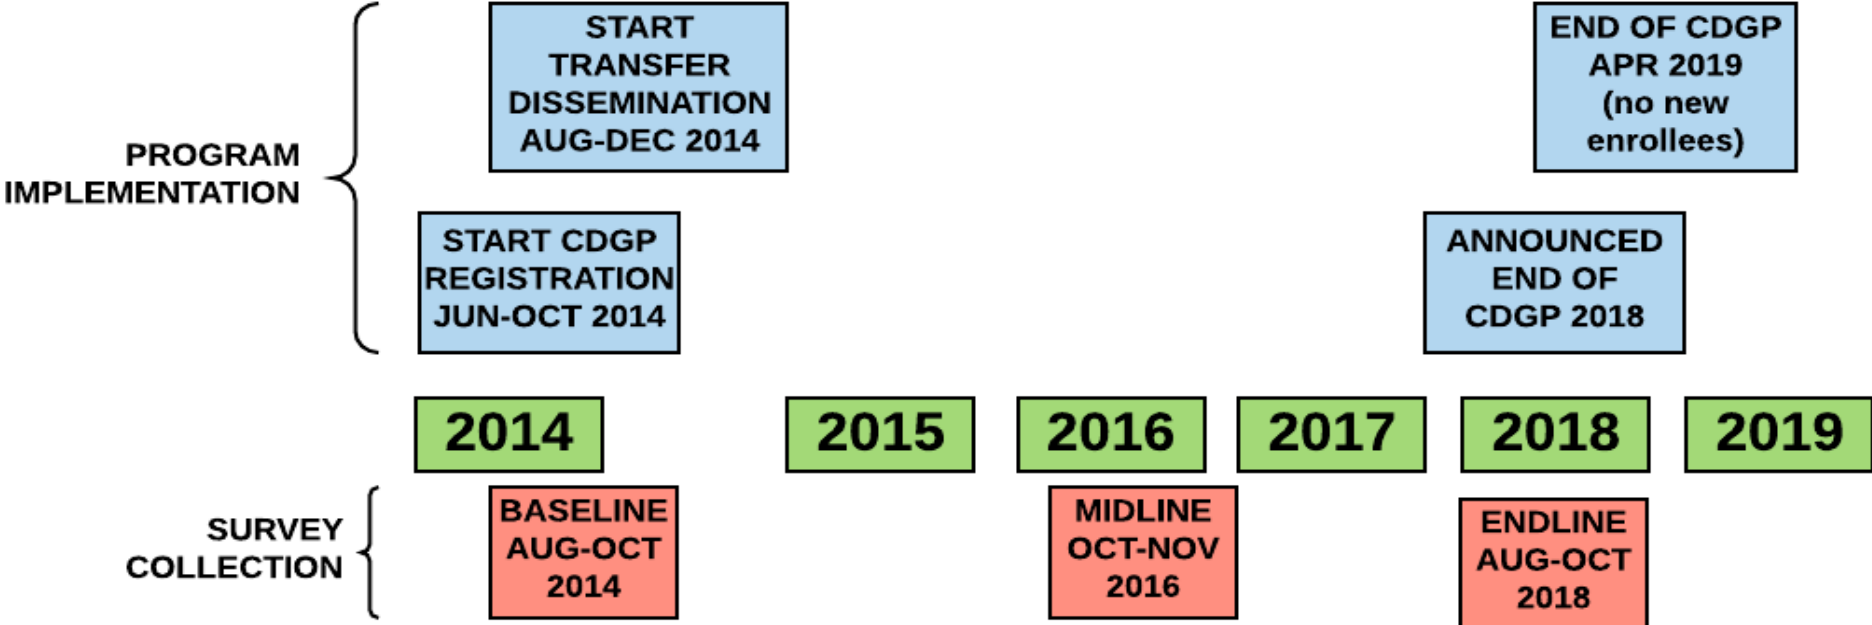 START
TRANSFER
DISSEMINATION
AUG-DEC 2014
END OF CDGP
APR 2019
(no new
enrollees)
PROGRAM
IMPLEMENTATION
START CDGP
REGISTRATION
JUN-OCT 2014
ANNOUNCED
END OF
CDGP 2018
2014
2015
2016
2017
2018
2019
SURVEY
COLLECTION
BASELINE
AUG-OCT
2014
MIDLINE
OCT-NOV
2016
ENDLINE
AUG-OCT
2018